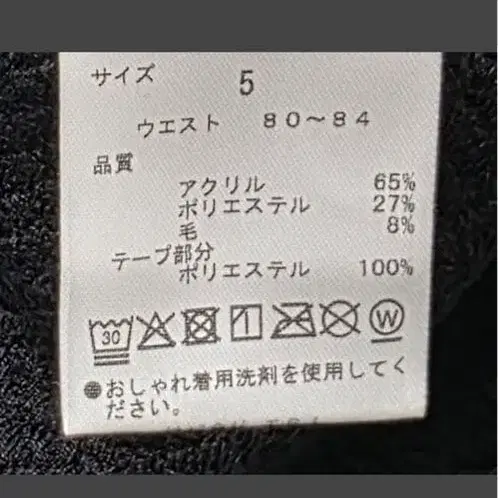 サイズ 5
ウエスト 80～84
品質
アクリル 65%
ポリエステル 27%
毛 8%
テープ部分
ポリエステル 100%
30 W
●おしゃれ着用洗剤を使用してく
ださい。